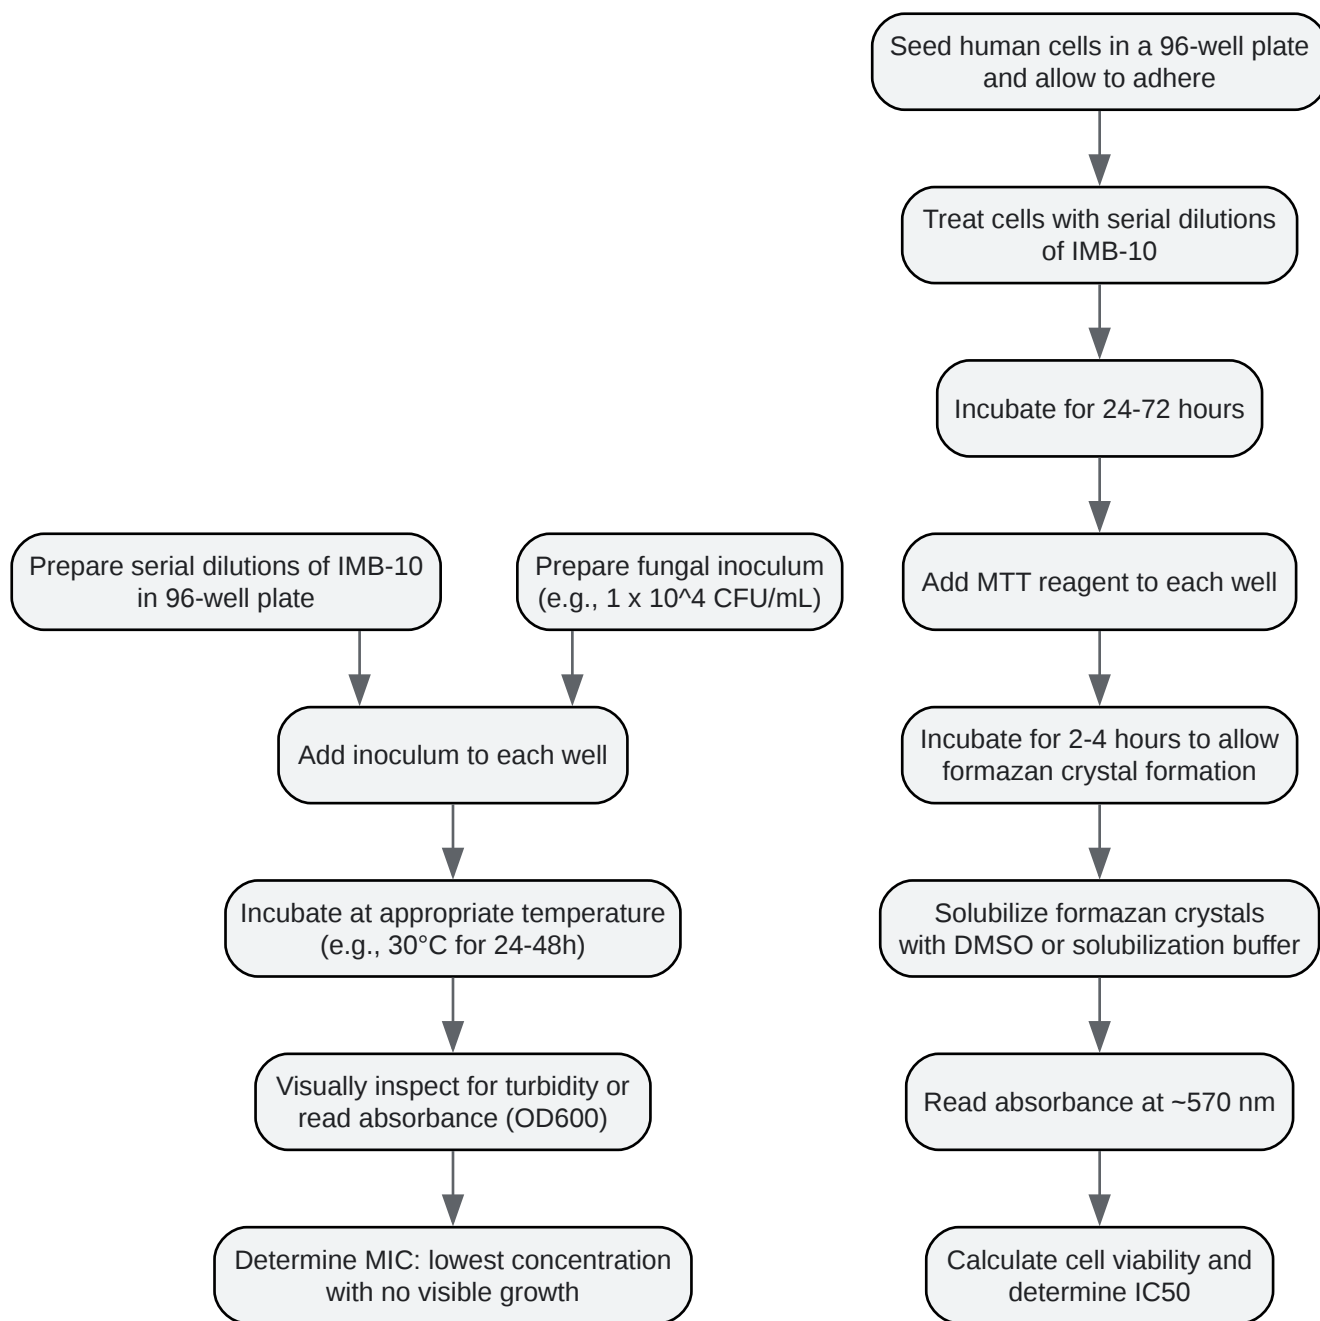 Prepare serial dilutions of IMB-10
in 96-well plate
Prepare fungal inoculum
(e.g., 1 x 10^4 CFU/mL)
Add inoculum to each well
Incubate at appropriate temperature
(e.g., 30°C for 24-48h)
Visually inspect for turbidity or
read absorbance (OD600)
Determine MIC: lowest concentration
with no visible growth
Seed human cells in a 96-well plate
and allow to adhere
Treat cells with serial dilutions
of IMB-10
Incubate for 24-72 hours
Add MTT reagent to each well
Incubate for 2-4 hours to allow
formazan crystal formation
Solubilize formazan crystals
with DMSO or solubilization buffer
Read absorbance at ~570 nm
Calculate cell viability and
determine IC50